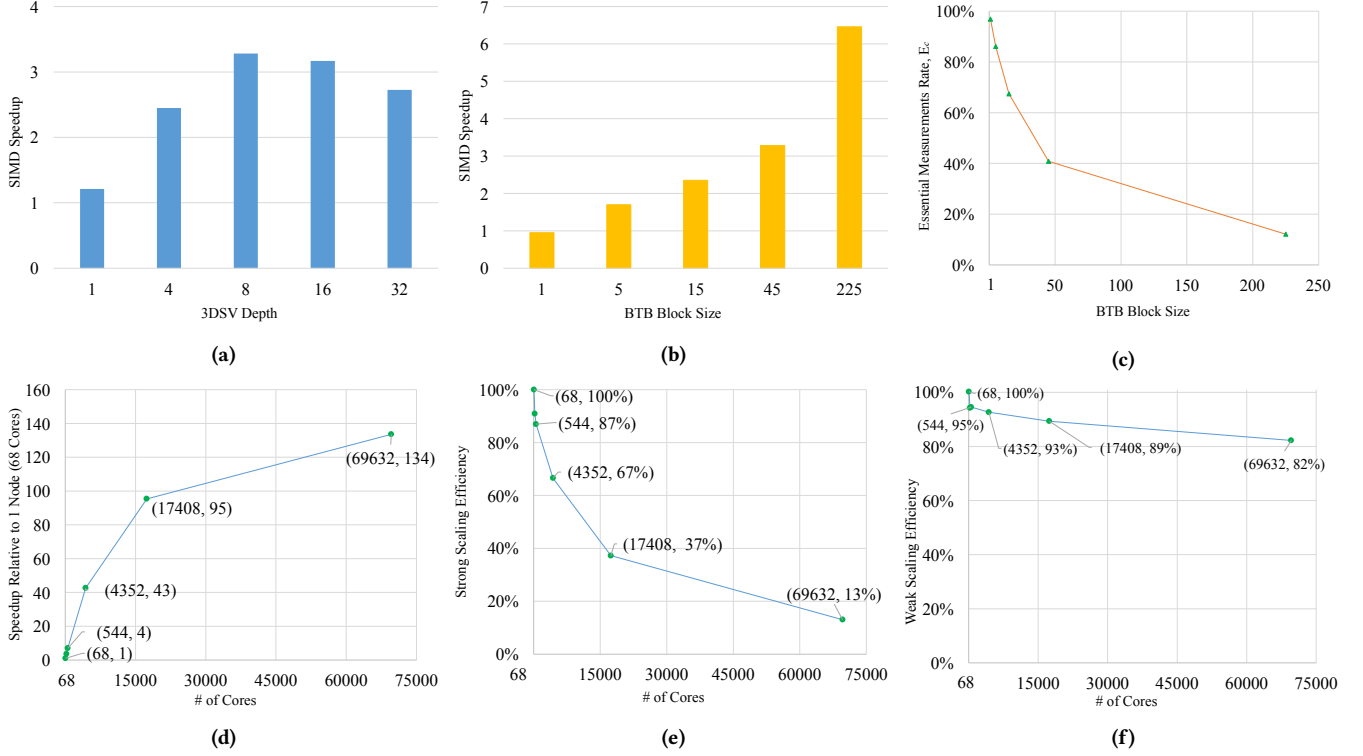 4
3
2
1
0
SIMD Speedup
1 4 8 16 32
3DSV Depth
(a)
7
6
5
4
3
2
1
0
SIMD Speedup
1 5 15 45 225
BTB Block Size
(b)
100%
80%
60%
40%
20%
0%
Essential Measurements Rate, Ec
1 50 100 150 200 250
BTB Block Size
(c)
160
140
120
100
80
60
40
20
0
Speedup Relative to 1 Node (68 Cores)
(69632, 134)
(17408, 95)
(4352, 43)
(544, 4)
(68, 1)
68 15000 30000 45000 60000 75000
# of Cores
(d)
100%
80%
60%
40%
20%
0%
Strong Scaling Efficiency
(68, 100%)
(544, 87%)
(4352, 67%)
(17408, 37%)
(69632, 13%)
68 15000 30000 45000 60000 75000
# of Cores
(e)
100%
80%
60%
40%
20%
0%
Weak Scaling Efficiency
(68, 100%)
(544, 95%)
(4352, 93%)
(17408, 89%)
(69632, 82%)
68 15000 30000 45000 60000 75000
# of Cores
(f)